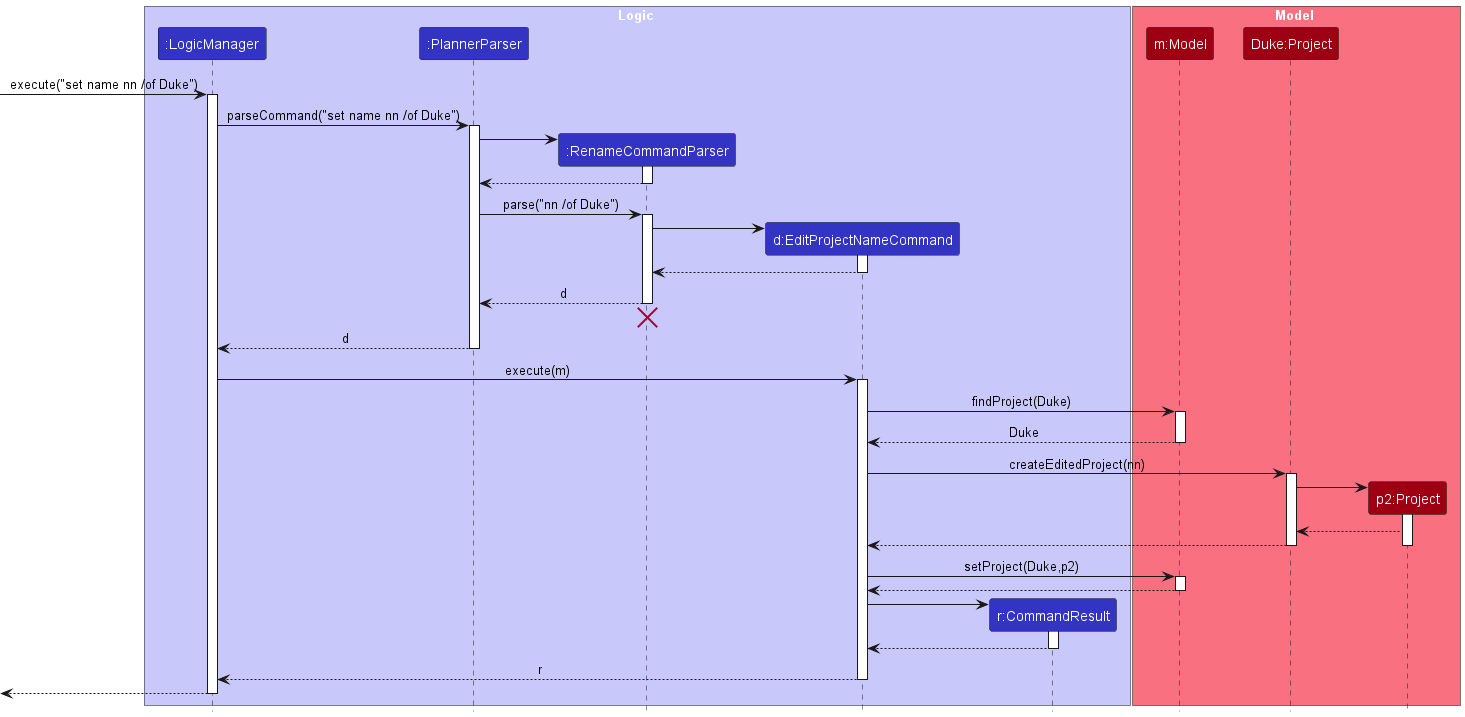 Logic
Model
:LogicManager
:PlannerParser
m:Model
Duke:Project
execute("set name nn /of Duke")
parseCommand("set name nn /of Duke")
:RenameCommandParser
parse("nn /of Duke")
d:EditProjectNameCommand
d
d
execute(m)
findProject(Duke)
Duke
createEditedProject(nn)
p2:Project
setProject(Duke,p2)
r:CommandResult
r